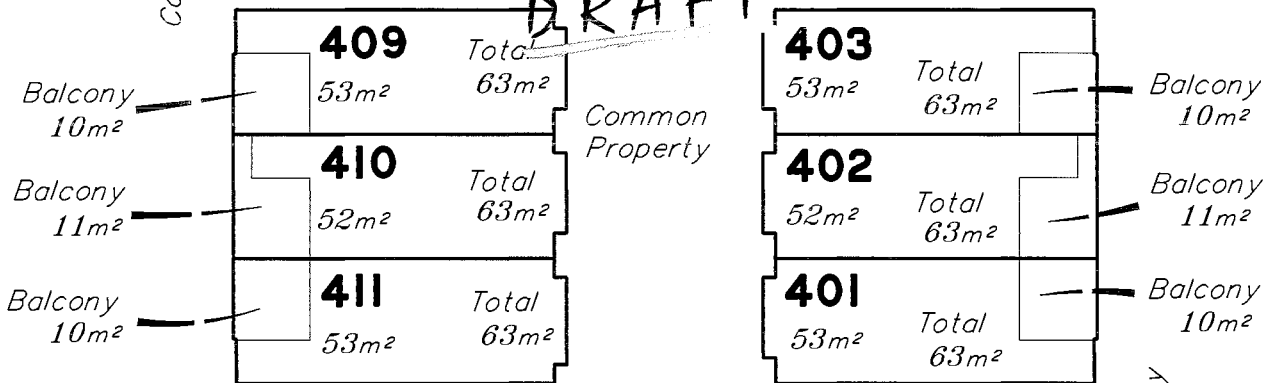 DRAFT
409
Total
63m²
53m²
Balcony
10m²
410
Total
63m²
52m²
Balcony
11m²
411
Total
63m²
53m²
Balcony
10m²
Common
Property
403
Total
63m²
53m²
Balcony
10m²
402
Total
63m²
52m²
Balcony
11m²
401
Total
63m²
53m²
Balcony
10m²